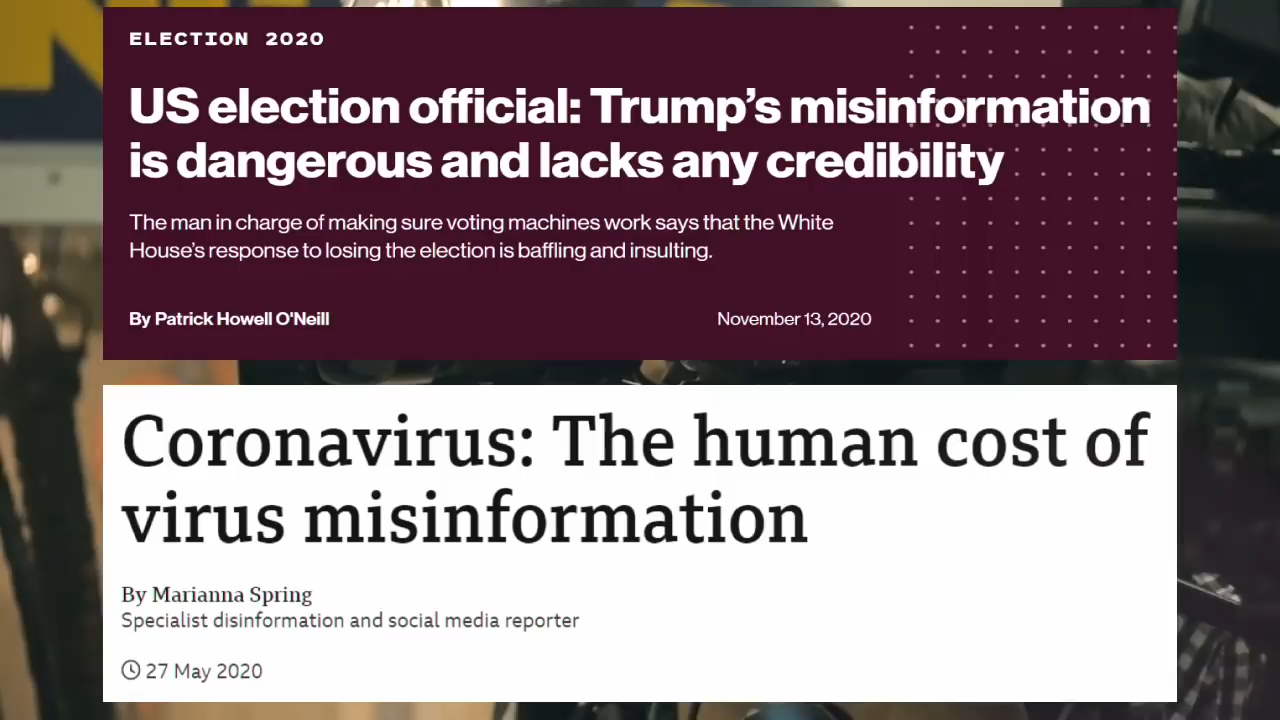 ELECTION 2020
US election official: Trump’s misinformation
is dangerous and lacks any credibility
The man in charge of making sure voting machines work says that the White
House’s response to losing the election is baffling and insulting.
By Patrick Howell O'Neill
November 13, 2020
Coronavirus: The human cost of
virus misinformation
By Marianna Spring
Specialist disinformation and social media reporter
27 May 2020